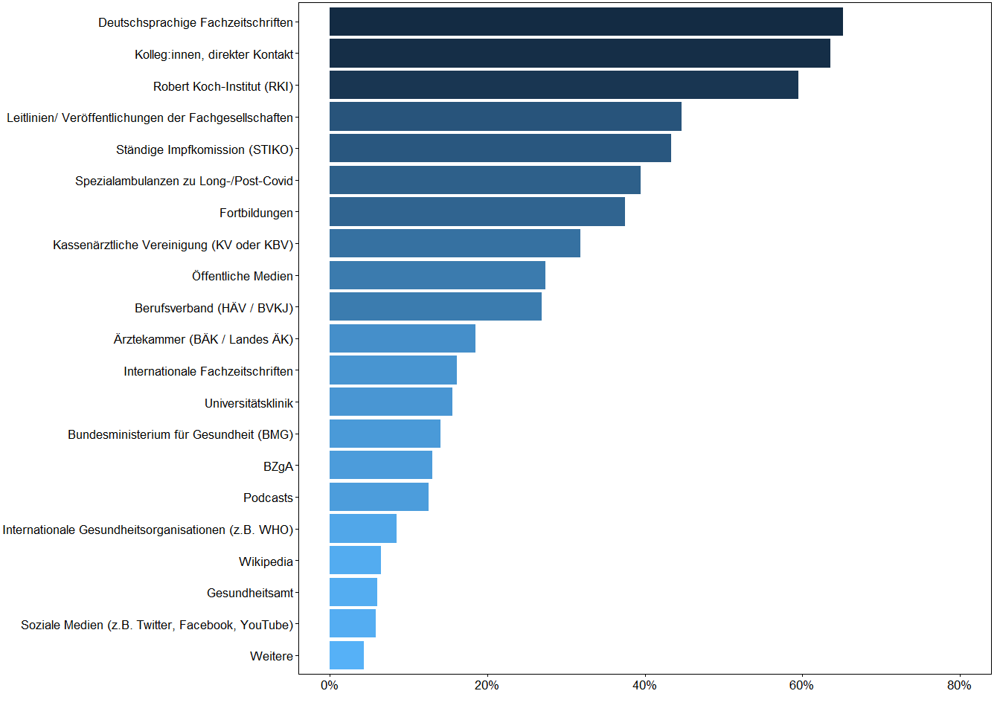 Deutschsprachige Fachzeitschriften
Kolleg:innen, direkter Kontakt
Robert Koch-Institut (RKI)
Leitlinien/ Veröffentlichungen der Fachgesellschaften
Ständige Impfkomission (STIKO)
Spezialambulanzen zu Long-/Post-Covid
Fortbildungen
Kassenärztliche Vereinigung (KV oder KBV)
Öffentliche Medien
Berufsverband (HÄV / BVKJ)
Ärztekammer (BÄK / Landes ÄK)
Internationale Fachzeitschriften
Universitätsklinik
Bundesministerium für Gesundheit (BMG)
BZgA
Podcasts
Internationale Gesundheitsorganisationen (z.B. WHO)
Wikipedia
Gesundheitsamt
Soziale Medien (z.B. Twitter, Facebook, YouTube)
Weitere
0% 20% 40% 60% 80%